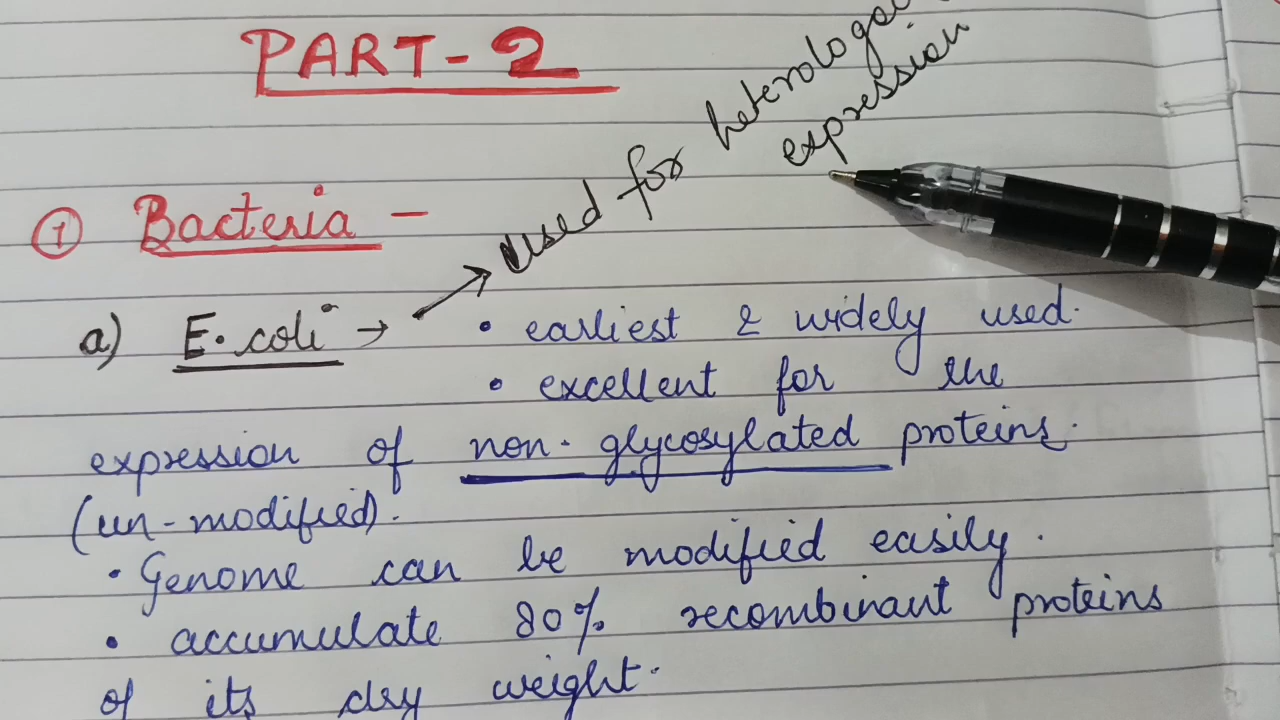 PART-2
used for
expression
① Bacteria -
a) E. coli → • earliest & widely used.
• excellent for the
expression of non-glycosylated proteins.
(un-modified).
• Genome can be modified easily.
• accumulate 80% recombinant proteins
of its dry weight.